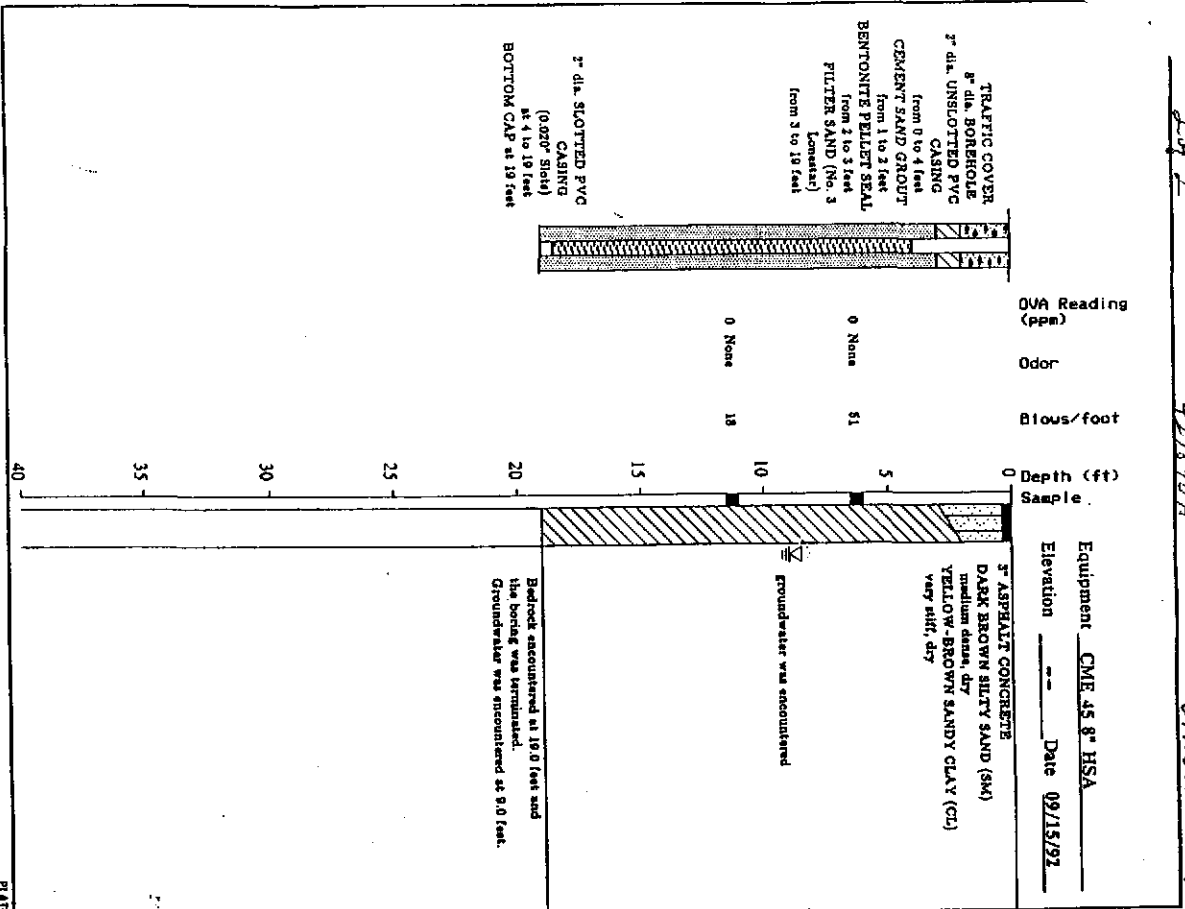 Equipment CME 45 8" HSA
Elevation -- Date 09/15/92
OVA Reading
(ppm)
Odor
Blows/foot
Depth (ft)
Sample
TRAFFIC COVER
8" dia. BOREHOLE
2" dia. UNSLOTTED PVC
CASING
from 0 to 4 feet
CEMENT SAND GROUT
from 1 to 2 feet
BENTONITE PELLET SEAL
from 2 to 3 feet
FILTER SAND (No. 3
Lonestar)
from 3 to 19 feet
2" dia. SLOTTED PVC
CASING
(0.020" Slots)
at 4 to 19 feet
BOTTOM CAP at 19 feet
0 None 51
0 None 18
0
5
10
15
20
25
30
35
40
3" ASPHALT CONCRETE
DARK BROWN SILTY SAND (SM)
medium dense, dry
YELLOW-BROWN SANDY CLAY (CL)
very stiff, dry
groundwater was encountered
Bedrock encountered at 19.0 feet and
the boring was terminated.
Groundwater was encountered at 9.0 feet.